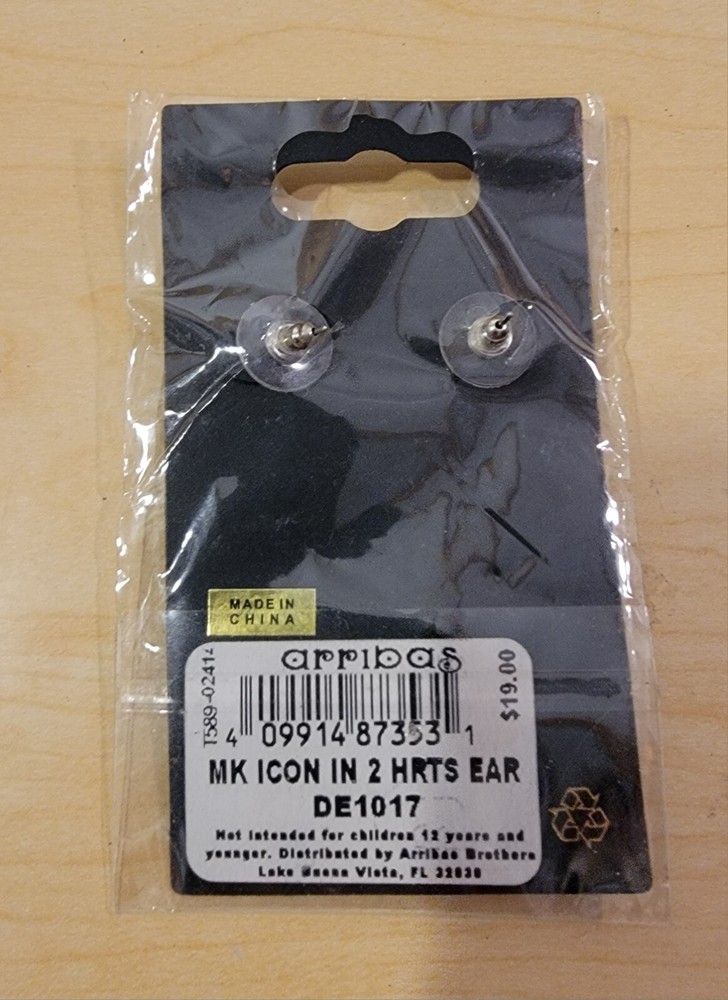 MADE IN
CHINA
arribas
T589-02414
$19.00
4 09914 87353 1
MK ICON IN 2 HRTS EAR
DE1017
Not intended for children 12 years and
younger. Distributed by Arribas Brothers
Lake Buena Vista, FL 32830